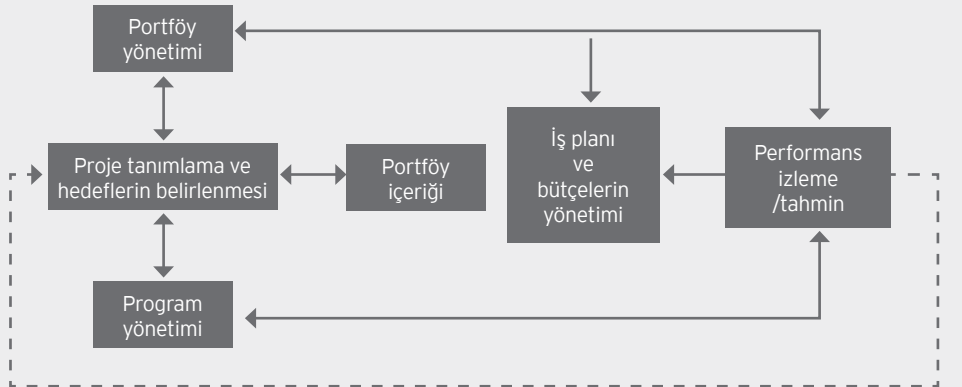 Portföy
yönetimi
Proje tanımlama ve
hedeflerin belirlenmesi
Portföy
içeriği
İş planı
ve
bütçelerin
yönetimi
Performans
izleme
/tahmin
Program
yönetimi